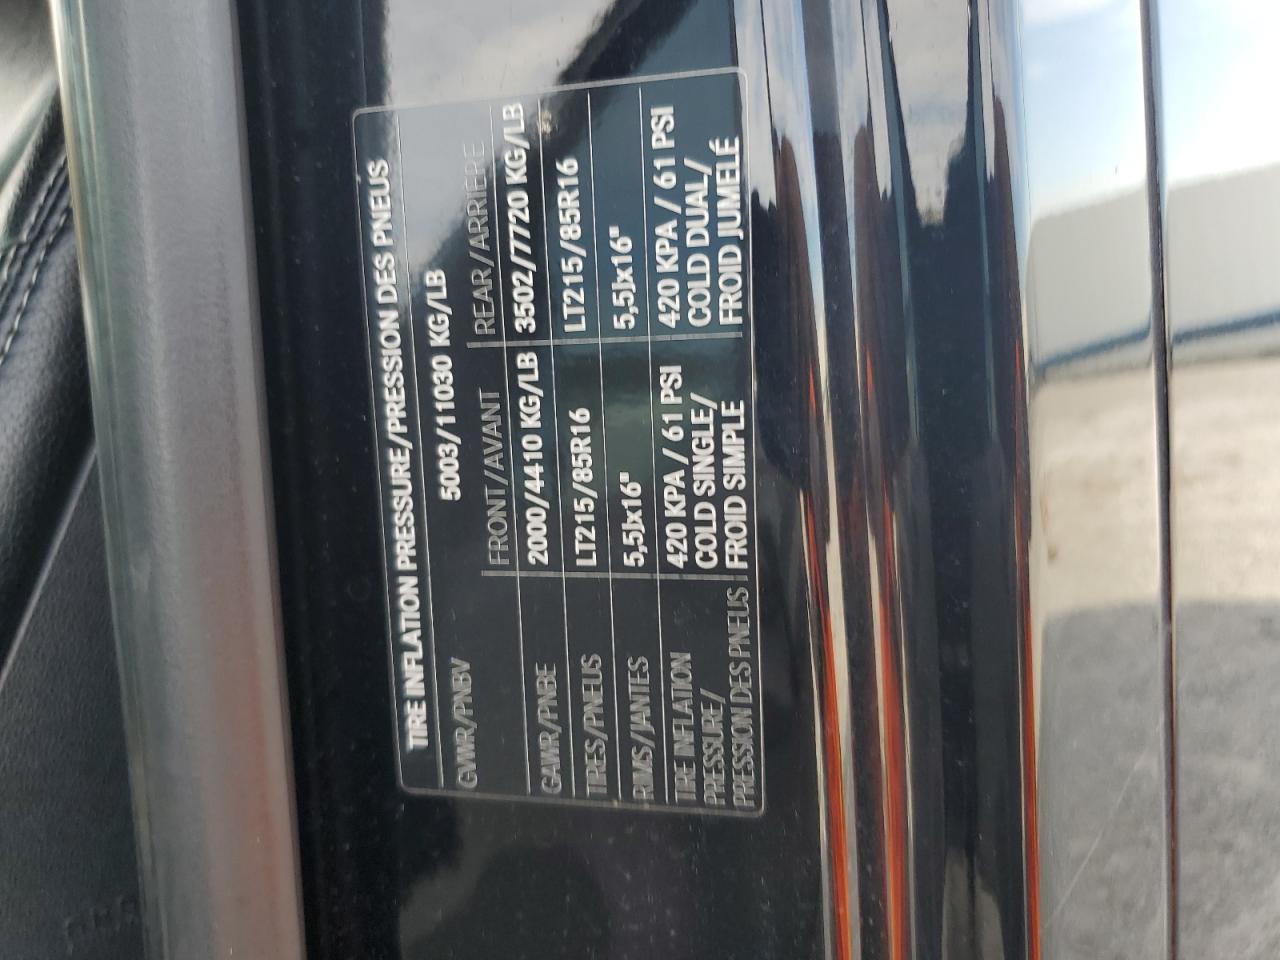 TIRE INFLATION PRESSURE/PRESSION DES PNEUS
GVWR/PNBV 5003/11030 KG/LB
FRONT/AVANT REAR/ARRIÈRE
GAWR/PNBE 2000/4410 KG/LB 3502/7720 KG/LB
TIRES/PNEUS LT215/85R16 LT215/85R16
RIMS/JANTES 5,5Jx16" 5,5Jx16"
TIRE INFLATION 420 KPA / 61 PSI 420 KPA / 61 PSI
PRESSURE/ COLD SINGLE/ COLD DUAL/
PRESSION DES PNEUS FROID SIMPLE FROID JUMELÉ